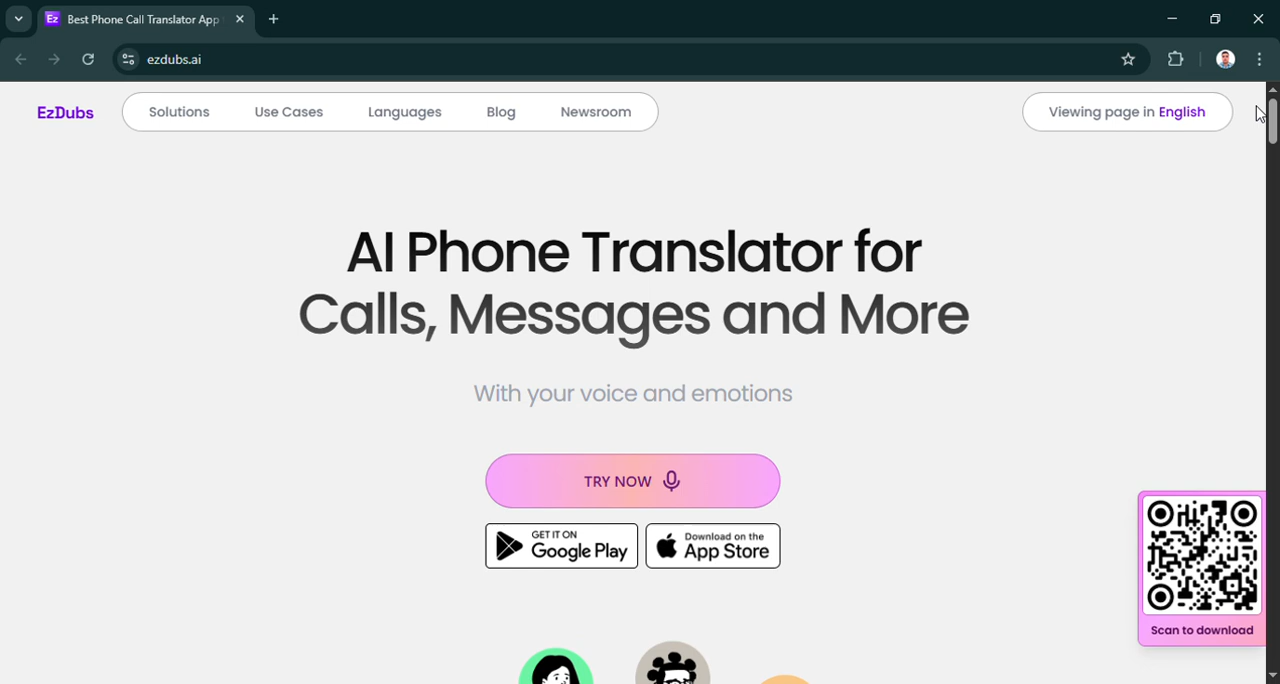 Ez Best Phone Call Translator App
ezdubs.ai
EzDubs
Solutions
Use Cases
Languages
Blog
Newsroom
Viewing page in English
AI Phone Translator for
Calls, Messages and More
With your voice and emotions
TRY NOW
GET IT ON
Google Play
Download on the
App Store
Scan to download